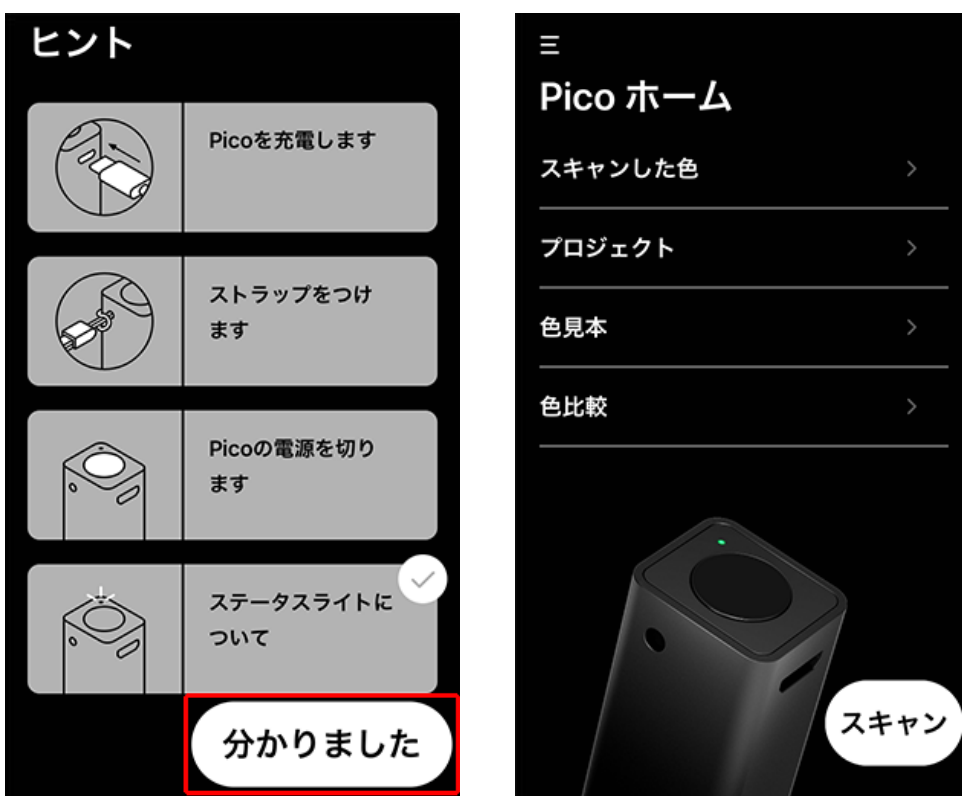 ヒント
Picoを充電します
ストラップをつけ
ます
Picoの電源を切り
ます
ステータスライトに
ついて
分かりました
Pico ホーム
スキャンした色
プロジェクト
色見本
色比較
スキャン